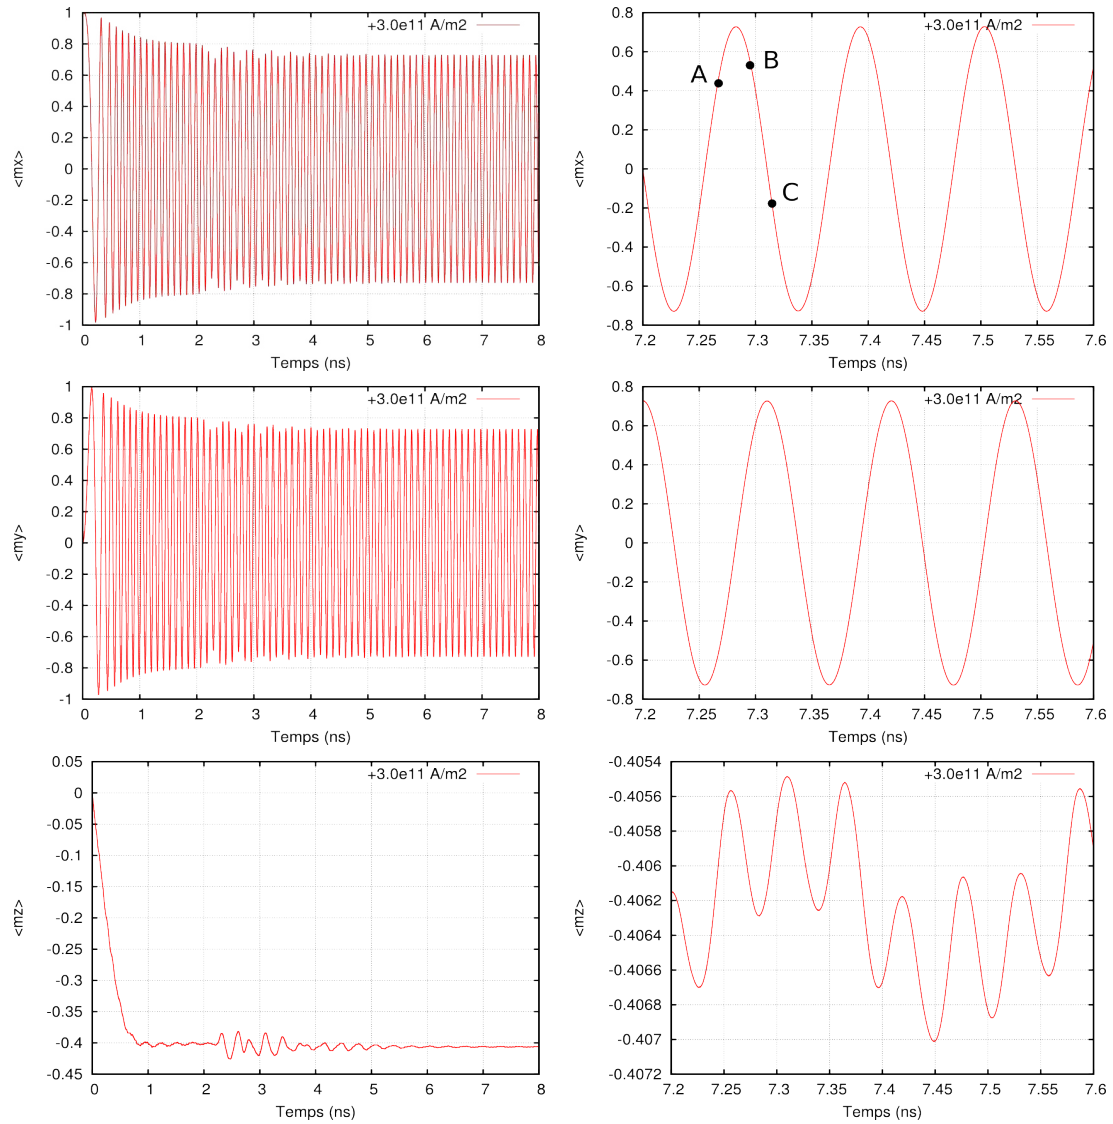 +3.0e11 A/m2
1
0.8
0.6
0.4
0.2
0
-0.2
-0.4
-0.6
-0.8
-1
<mx>
0 1 2 3 4 5 6 7 8
Temps (ns)
+3.0e11 A/m2
A
B
C
0.8
0.6
0.4
0.2
0
-0.2
-0.4
-0.6
-0.8
<mx>
7.2 7.25 7.3 7.35 7.4 7.45 7.5 7.55 7.6
Temps (ns)
+3.0e11 A/m2
1
0.8
0.6
0.4
0.2
0
-0.2
-0.4
-0.6
-0.8
-1
<my>
0 1 2 3 4 5 6 7 8
Temps (ns)
+3.0e11 A/m2
0.8
0.6
0.4
0.2
0
-0.2
-0.4
-0.6
-0.8
<my>
7.2 7.25 7.3 7.35 7.4 7.45 7.5 7.55 7.6
Temps (ns)
+3.0e11 A/m2
0.05
0
-0.05
-0.1
-0.15
-0.2
-0.25
-0.3
-0.35
-0.4
-0.45
<mz>
0 1 2 3 4 5 6 7 8
Temps (ns)
+3.0e11 A/m2
-0.4054
-0.4056
-0.4058
-0.406
-0.4062
-0.4064
-0.4066
-0.4068
-0.407
-0.4072
<mz>
7.2 7.25 7.3 7.35 7.4 7.45 7.5 7.55 7.6
Temps (ns)